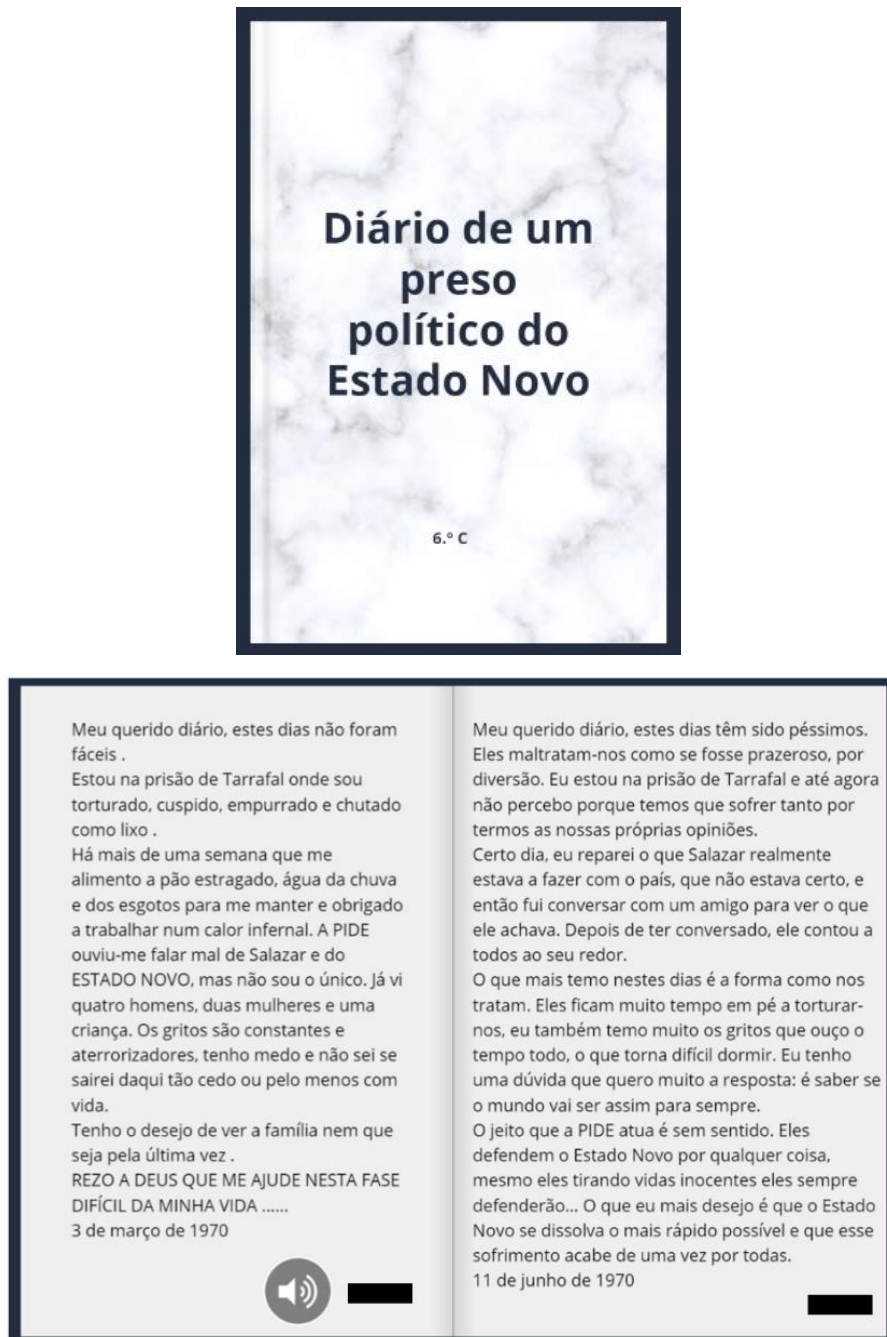 Diário de um
preso
político do
Estado Novo
6.º C
Meu querido diário, estes dias não foram
fáceis .
Estou na prisão de Tarrafal onde sou
torturado, cuspido, empurrado e chutado
como lixo .
Há mais de uma semana que me
alimento a pão estragado, água da chuva
e dos esgotos para me manter e obrigado
a trabalhar num calor infernal. A PIDE
ouviu-me falar mal de Salazar e do
ESTADO NOVO, mas não sou o único. Já vi
quatro homens, duas mulheres e uma
criança. Os gritos são constantes e
aterrorizadores, tenho medo e não sei se
sairei daqui tão cedo ou pelo menos com
vida.
Tenho o desejo de ver a família nem que
seja pela última vez .
REZO A DEUS QUE ME AJUDE NESTA FASE
DIFÍCIL DA MINHA VIDA ......
3 de março de 1970
Meu querido diário, estes dias têm sido péssimos.
Eles maltratam-nos como se fosse prazeroso, por
diversão. Eu estou na prisão de Tarrafal e até agora
não percebo porque temos que sofrer tanto por
termos as nossas próprias opiniões.
Certo dia, eu reparei o que Salazar realmente
estava a fazer com o país, que não estava certo, e
então fui conversar com um amigo para ver o que
ele achava. Depois de ter conversado, ele contou a
todos ao seu redor.
O que mais temo nestes dias é a forma como nos
tratam. Eles ficam muito tempo em pé a torturar-
nos, eu também temo muito os gritos que ouço o
tempo todo, o que torna difícil dormir. Eu tenho
uma dúvida que quero muito a resposta: é saber se
o mundo vai ser assim para sempre.
O jeito que a PIDE atua é sem sentido. Eles
defendem o Estado Novo por qualquer coisa,
mesmo eles tirando vidas inocentes eles sempre
defenderão... O que eu mais desejo é que o Estado
Novo se dissolva o mais rápido possível e que esse
sofrimento acabe de uma vez por todas.
11 de junho de 1970